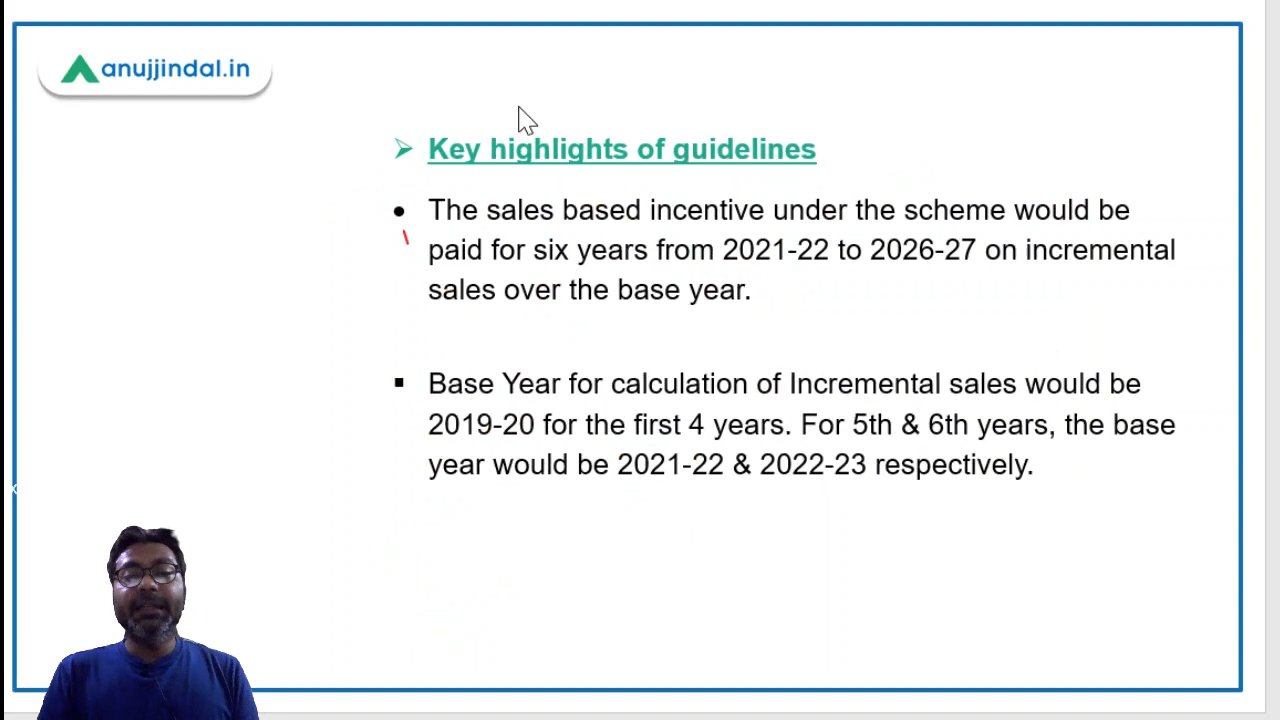 anujjindal.in
Key highlights of guidelines
The sales based incentive under the scheme would be
paid for six years from 2021-22 to 2026-27 on incremental
sales over the base year.
Base Year for calculation of Incremental sales would be
2019-20 for the first 4 years. For 5th & 6th years, the base
year would be 2021-22 & 2022-23 respectively.